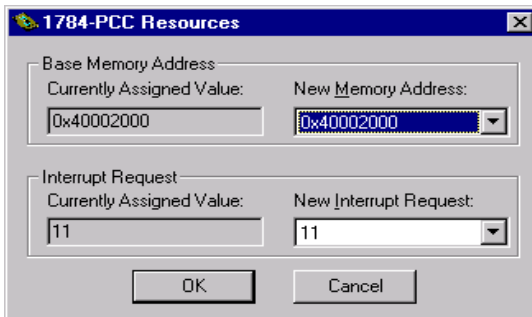 1784-PCC Resources
Base Memory Address
Currently Assigned Value: New Memory Address:
0x40002000 0x40002000
Interrupt Request
Currently Assigned Value: New Interrupt Request:
11 11
OK Cancel